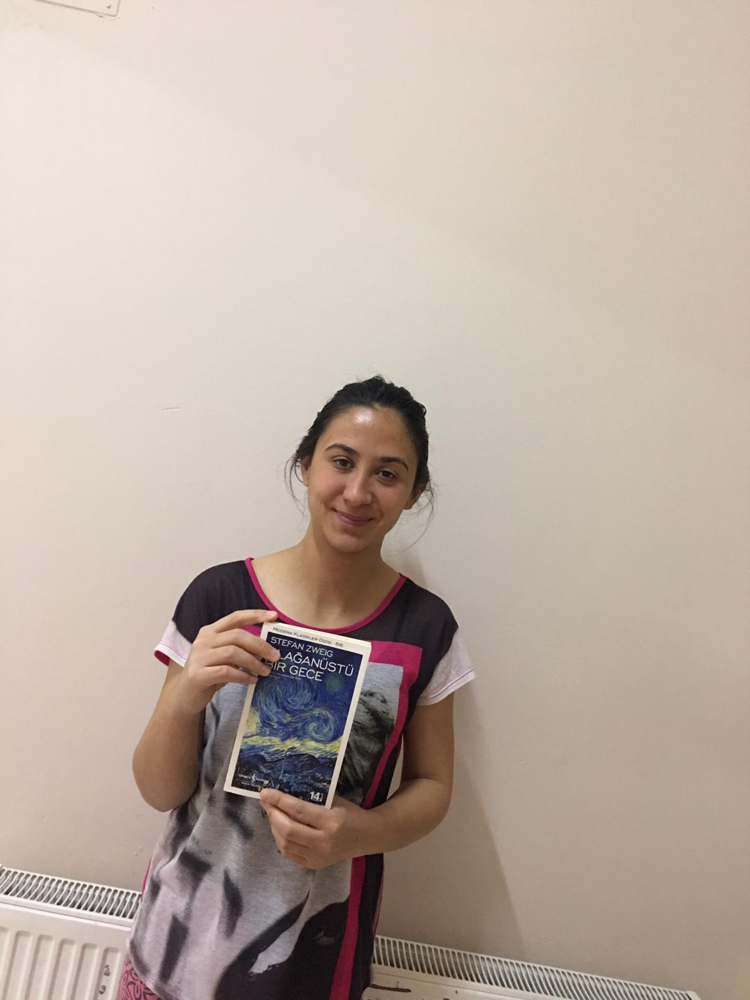 MODERN KLASİKLER DİZİSİ - 66
STEFAN ZWEIG
LAĞANÜSTÜ
BİR GECE
14